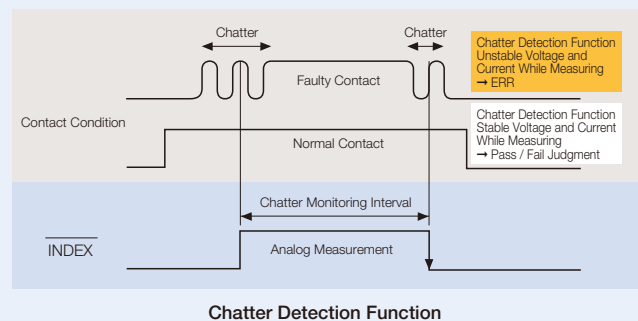 Chatter
Chatter
Chatter Detection Function
Unstable Voltage and
Current While Measuring
→ ERR
Faulty Contact
Contact Condition
Chatter Detection Function
Stable Voltage and Current
While Measuring
→ Pass / Fail Judgment
Normal Contact
Chatter Monitoring Interval
INDEX
Analog Measurement
Chatter Detection Function